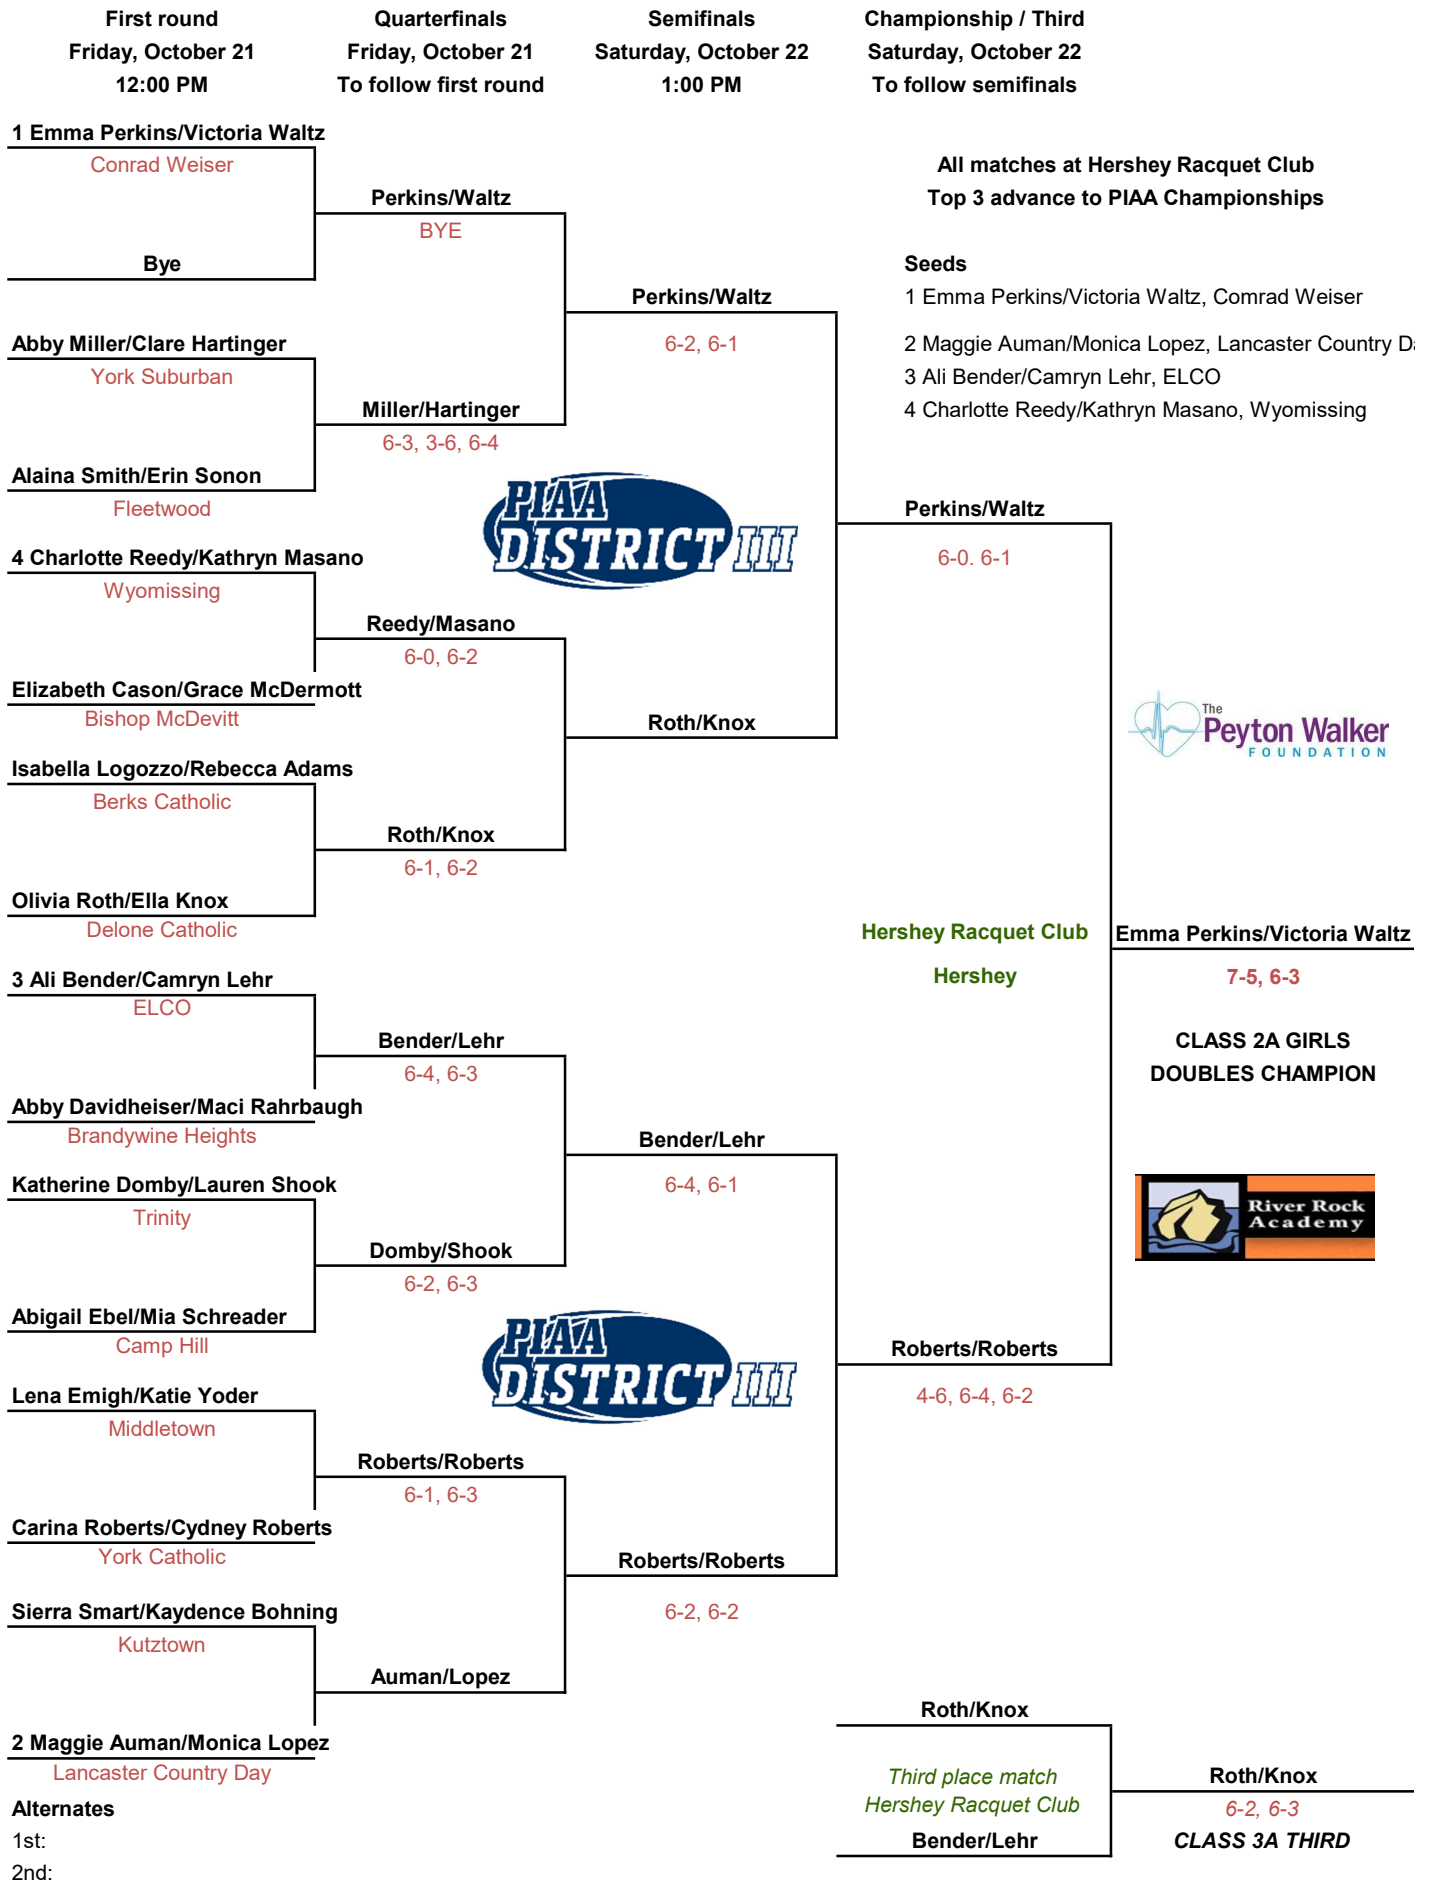 First round
Friday, October 21
12:00 PM
Quarterfinals
Friday, October 21
To follow first round
Semifinals
Saturday, October 22
1:00 PM
Championship / Third
Saturday, October 22
To follow semifinals
All matches at Hershey Racquet Club
Top 3 advance to PIAA Championships
Seeds
1 Emma Perkins/Victoria Waltz, Comrad Weiser
2 Maggie Auman/Monica Lopez, Lancaster Country D
3 Ali Bender/Camryn Lehr, ELCO
4 Charlotte Reedy/Kathryn Masano, Wyomissing
1 Emma Perkins/Victoria Waltz
Conrad Weiser
Bye
Abby Miller/Clare Hartinger
York Suburban
Alaina Smith/Erin Sonon
Fleetwood
4 Charlotte Reedy/Kathryn Masano
Wyomissing
Elizabeth Cason/Grace McDermott
Bishop McDevitt
Isabella Logozzo/Rebecca Adams
Berks Catholic
Olivia Roth/Ella Knox
Delone Catholic
3 Ali Bender/Camryn Lehr
ELCO
Abby Davidheiser/Maci Rahrbaugh
Brandywine Heights
Katherine Domby/Lauren Shook
Trinity
Abigail Ebel/Mia Schreader
Camp Hill
Lena Emigh/Katie Yoder
Middletown
Carina Roberts/Cydney Roberts
York Catholic
Sierra Smart/Kaydence Bohning
Kutztown
2 Maggie Auman/Monica Lopez
Lancaster Country Day
Alternates
1st:
2nd:
Perkins/Waltz
BYE
Miller/Hartinger
6-3, 3-6, 6-4
Reedy/Masano
6-0, 6-2
Roth/Knox
6-1, 6-2
Bender/Lehr
6-4, 6-3
Domby/Shook
6-2, 6-3
Roberts/Roberts
6-1, 6-3
Auman/Lopez
Perkins/Waltz
6-2, 6-1
PIAA
DISTRICT III
Roth/Knox
Bender/Lehr
6-4, 6-1
PIAA
DISTRICT III
Roberts/Roberts
6-2, 6-2
Perkins/Waltz
6-0. 6-1
Hershey Racquet Club
Hershey
Roberts/Roberts
4-6, 6-4, 6-2
Roth/Knox
Third place match
Hershey Racquet Club
Bender/Lehr
The
Peyton Walker
FOUNDATION
Emma Perkins/Victoria Waltz
7-5, 6-3
CLASS 2A GIRLS
DOUBLES CHAMPION
River Rock
Academy
Roth/Knox
6-2, 6-3
CLASS 3A THIRD